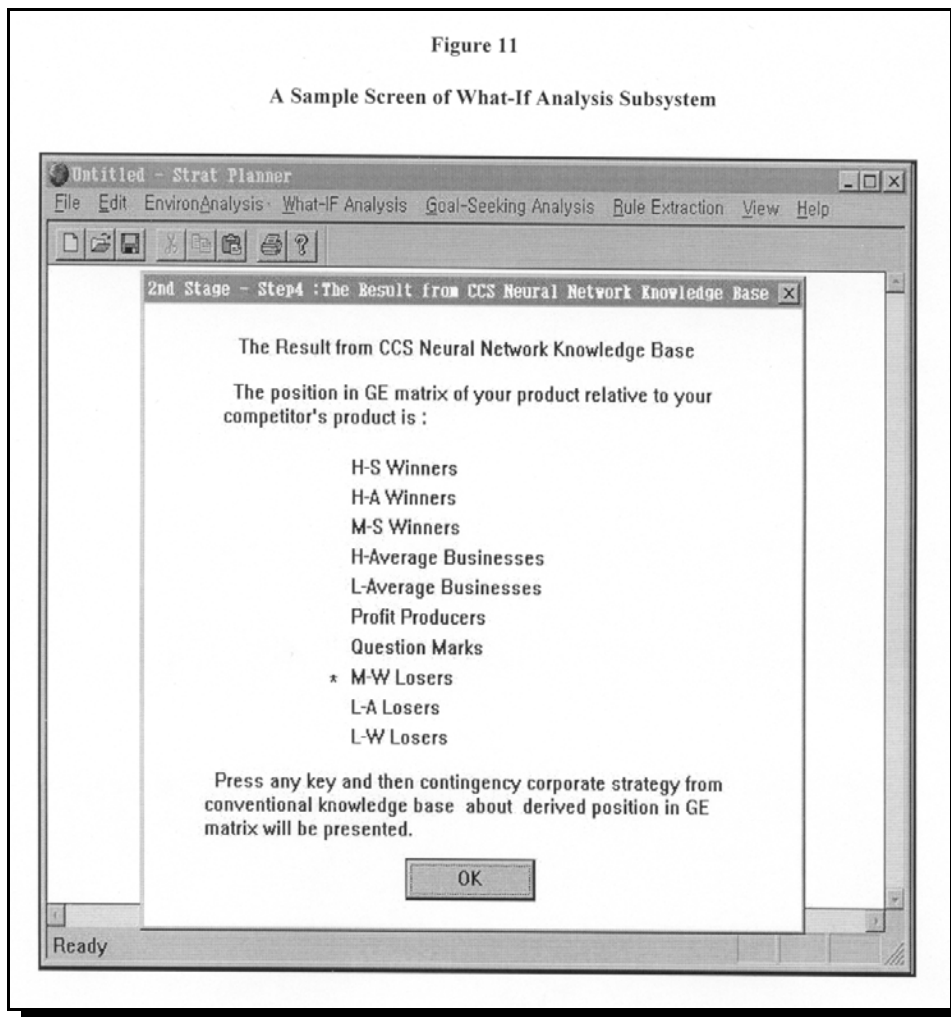 Figure 11
A Sample Screen of What-If Analysis Subsystem
Untitled - Strat Planner
File Edit EnvironAnalysis What-IF Analysis Goal-Seeking Analysis Rule Extraction View Help
2nd Stage - Step4 :The Result from CCS Neural Network Knowledge Base
The Result from CCS Neural Network Knowledge Base
The position in GE matrix of your product relative to your
competitor's product is :
H-S Winners
H-A Winners
M-S Winners
H-Average Businesses
L-Average Businesses
Profit Producers
Question Marks
* M-W Losers
L-A Losers
L-W Losers
Press any key and then contingency corporate strategy from
conventional knowledge base about derived position in GE
matrix will be presented.
OK
Ready